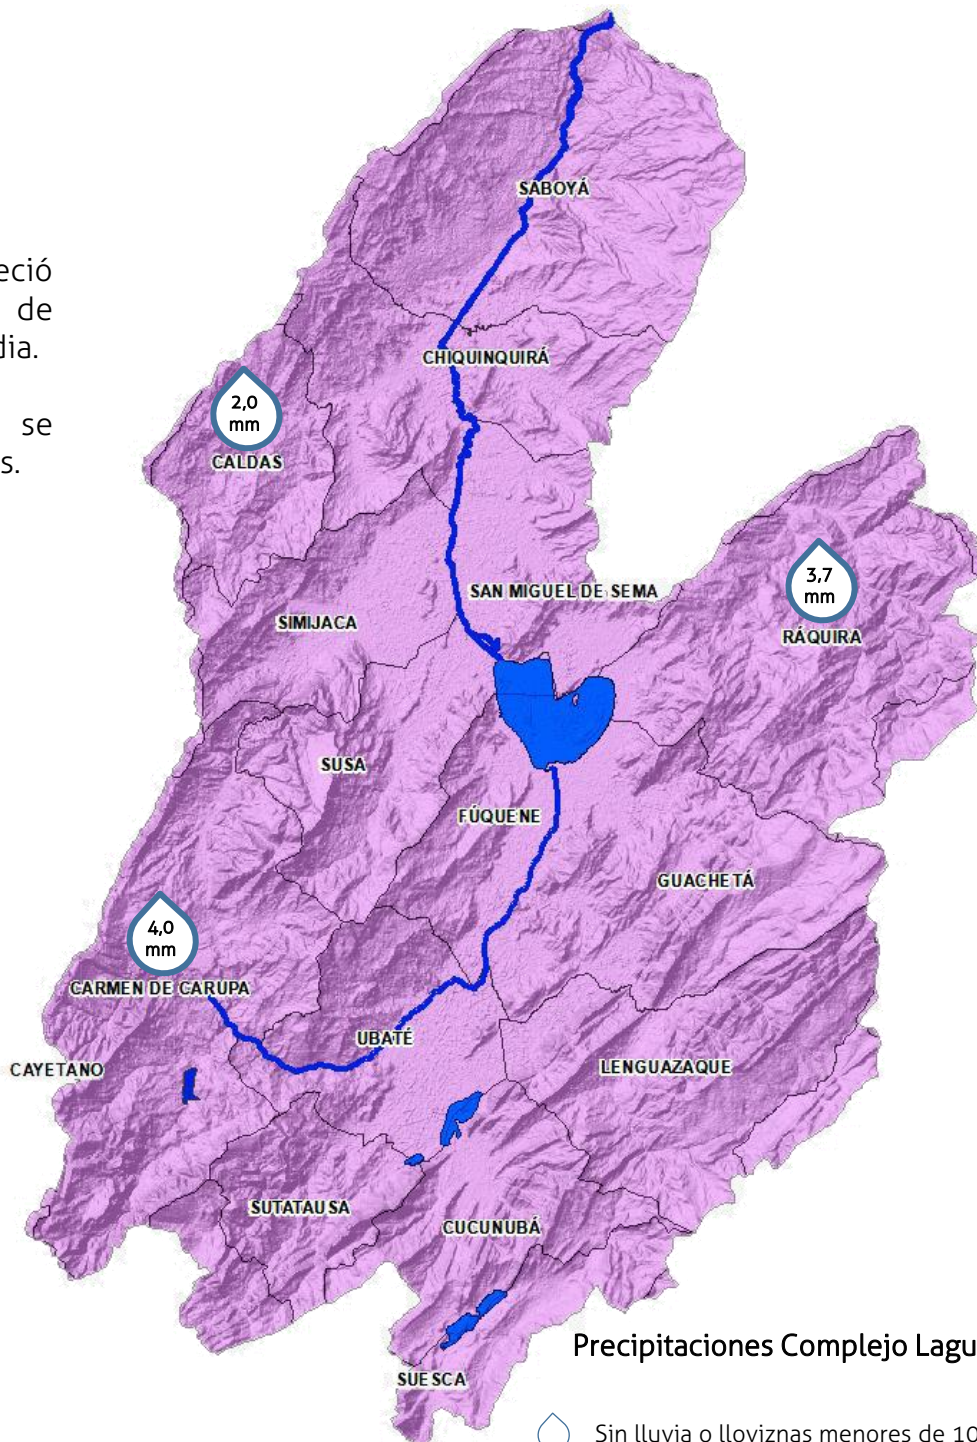 SABOYÁ
eció
de
dia.
CHIQUINQUIRÁ
2,0
mm
se
s.
CALDAS
3,7
mm
SAN MIGUEL DE SEMA
SIMIJACA
RÁQUIRA
SUSA
FÚQUENE
GUACHETÁ
4,0
mm
CARMEN DE CARUPA
UBATÉ
CAYETANO
LENGUAZAQUE
SUTATAUSA
CUCUNUBÁ
Precipitaciones Complejo Lagu
SUESCA
Sin lluvia o lloviznas menores de 10